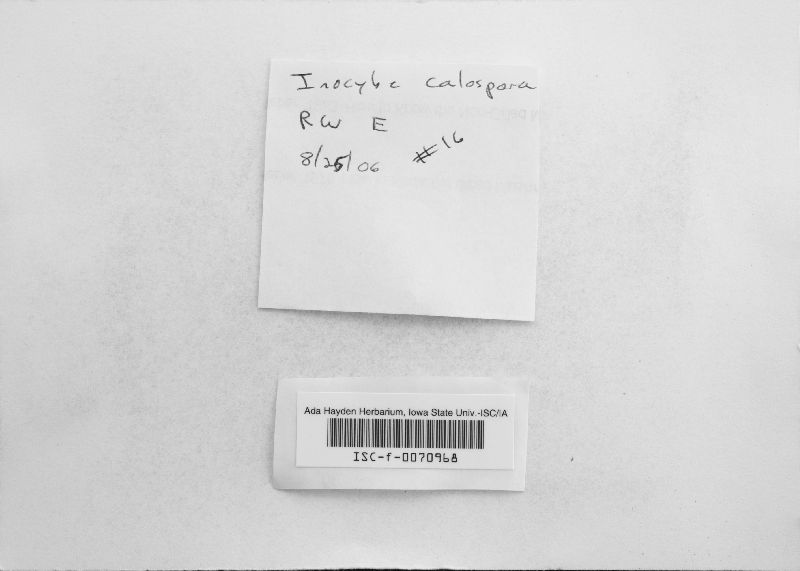 Inocybe calospora
RW E
8/25/06 #16
Ada Hayden Herbarium, Iowa State Univ.-ISC/IA
ISC-f-0070968